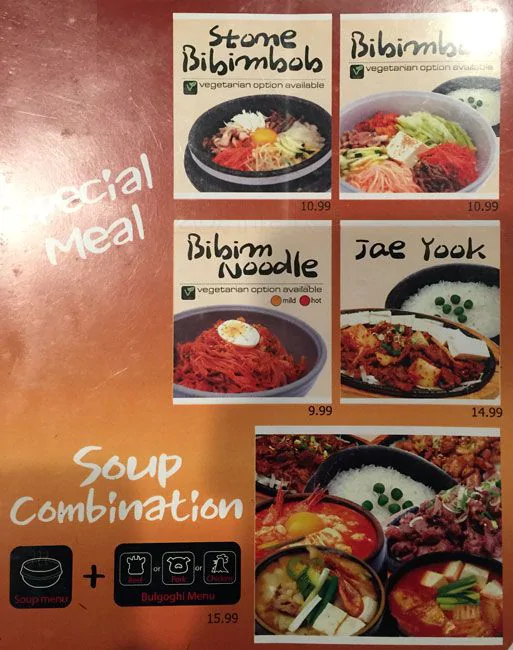 Stone
Bibimbob
vegetarian option available
10.99
vegetarian option available
10.99
Meal
Bibim
Noodle
vegetarian option available
mild hot
9.99
Jae Yook
14.99
Soup
Combination
Soup menu
+
Beef or Pork or Chicken
Bulgoghi Menu
15.99